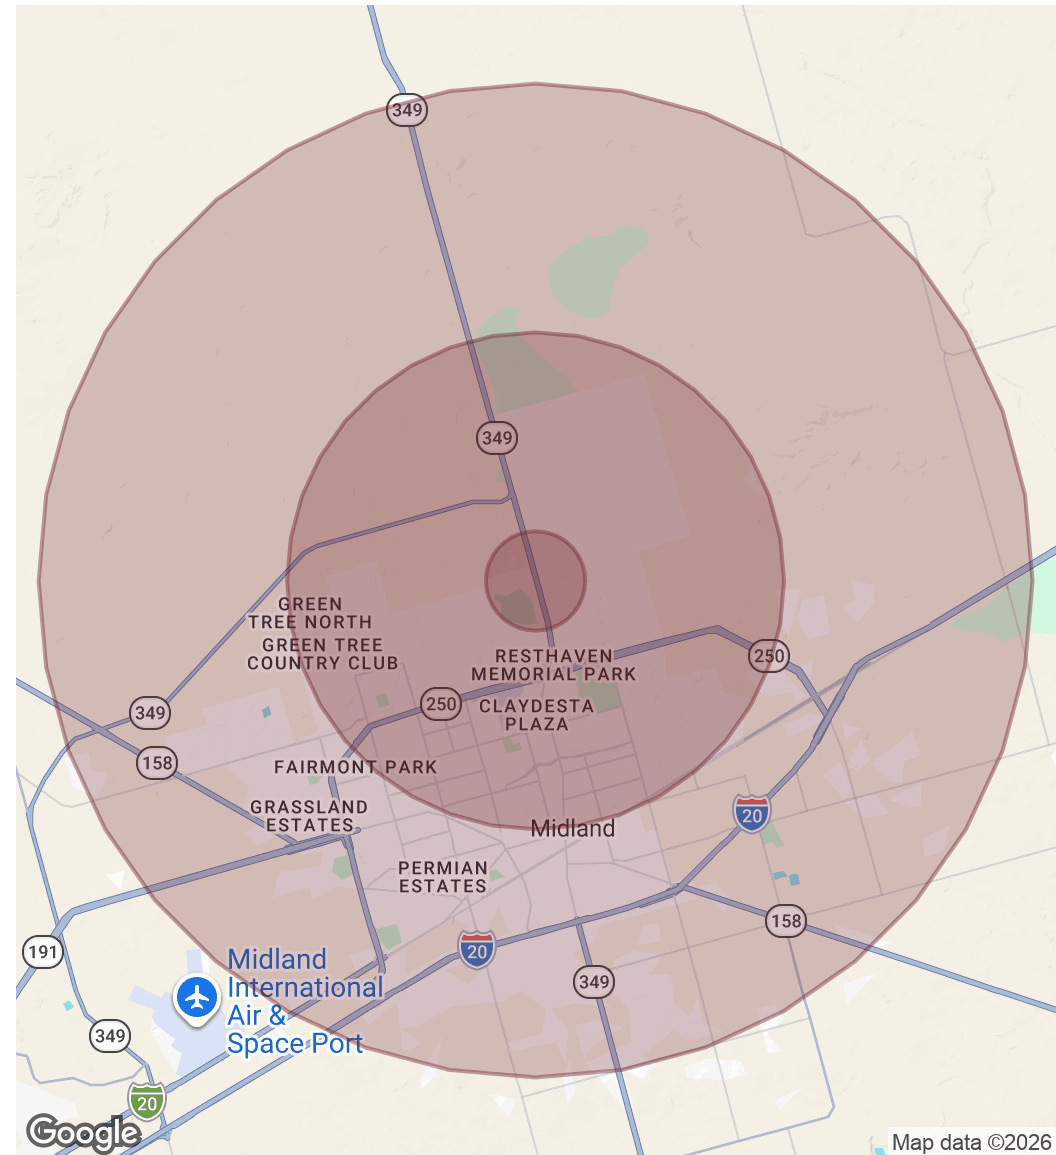 349
349
GREEN
TREE NORTH
GREEN TREE
COUNTRY CLUB
RESTHAVEN
MEMORIAL PARK
250
250
CLAYDESTA
PLAZA
349
158
FAIRMONT PARK
GRASSLAND
ESTATES
20
Midland
PERMIAN
ESTATES
158
191
20
Midland
International
Air &
Space Port
349
349
20
Google
Map data ©2026